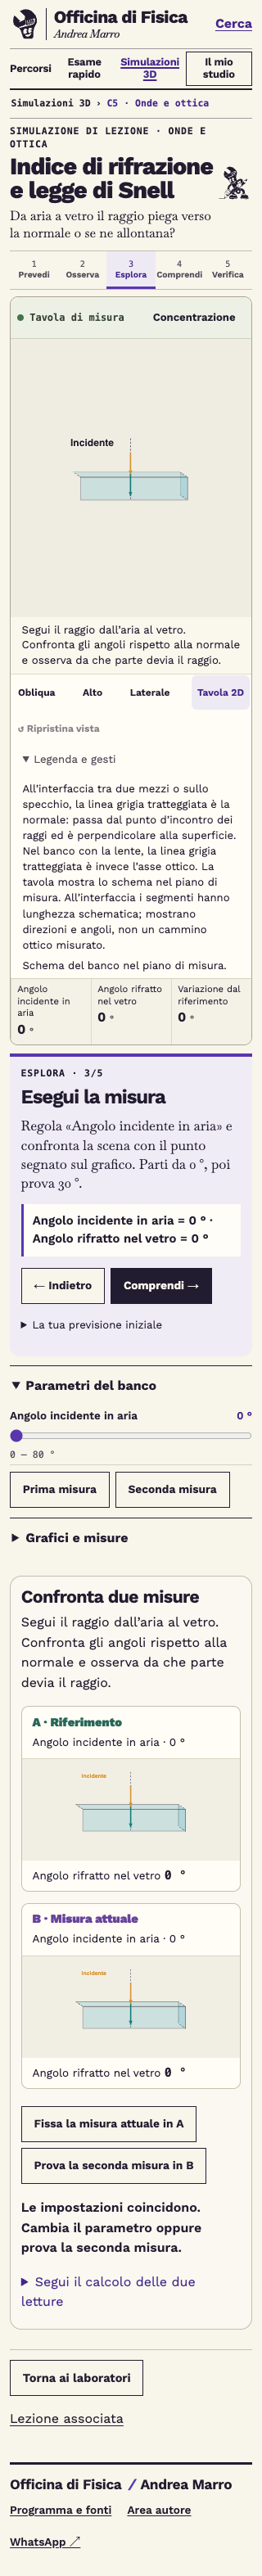 Officina di Fisica
Andrea Marro
Cerca
Percorsi
Esame
rapido
Simulazioni
3D
Il mio
studio
Simulazioni 3D › C5 · Onde e ottica
SIMULAZIONE DI LEZIONE · ONDE E
OTTICA
Indice di rifrazione
e legge di Snell
Da aria a vetro il raggio piega verso
la normale o se ne allontana?
1
Prevedi
2
Osserva
3
Esplora
4
Comprendi
5
Verifica
Tavola di misura
Concentrazione
Incidente
Segui il raggio dall’aria al vetro.
Confronta gli angoli rispetto alla normale
e osserva da che parte devia il raggio.
Obliqua
Alto
Laterale
Tavola 2D
↺ Ripristina vista
▼ Legenda e gesti
All’interfaccia tra due mezzi o sullo
specchio, la linea grigia tratteggiata è la
normale: passa dal punto d’incontro dei
raggi ed è perpendicolare alla superficie.
Nel banco con la lente, la linea grigia
tratteggiata è invece l’asse ottico. La
tavola mostra lo schema nel piano di
misura. All’interfaccia i segmenti hanno
lunghezza schematica; mostrano
direzioni e angoli, non un cammino
ottico misurato.
Schema del banco nel piano di misura.
Angolo
incidente in
aria
0 °
Angolo rifratto
nel vetro
0 °
Variazione dal
riferimento
0 °
ESPLORA · 3/5
Esegui la misura
Regola «Angolo incidente in aria» e
confronta la scena con il punto
segnato sul grafico. Parti da 0 °, poi
prova 30 °.
Angolo incidente in aria = 0 ° ·
Angolo rifratto nel vetro = 0 °
← Indietro
Comprendi →
▶ La tua previsione iniziale
▼ Parametri del banco
Angolo incidente in aria
0 °
0 — 80 °
Prima misura
Seconda misura
▶ Grafici e misure
Confronta due misure
Segui il raggio dall’aria al vetro.
Confronta gli angoli rispetto alla
normale e osserva da che parte
devia il raggio.
A · Riferimento
Angolo incidente in aria · 0 °
Incidente
Angolo rifratto nel vetro 0 °
B · Misura attuale
Angolo incidente in aria · 0 °
Incidente
Angolo rifratto nel vetro 0 °
Fissa la misura attuale in A
Prova la seconda misura in B
Le impostazioni coincidono.
Cambia il parametro oppure
prova la seconda misura.
▶ Segui il calcolo delle due
letture
Torna ai laboratori
Lezione associata
Officina di Fisica / Andrea Marro
Programma e fonti
Area autore
WhatsApp ↗